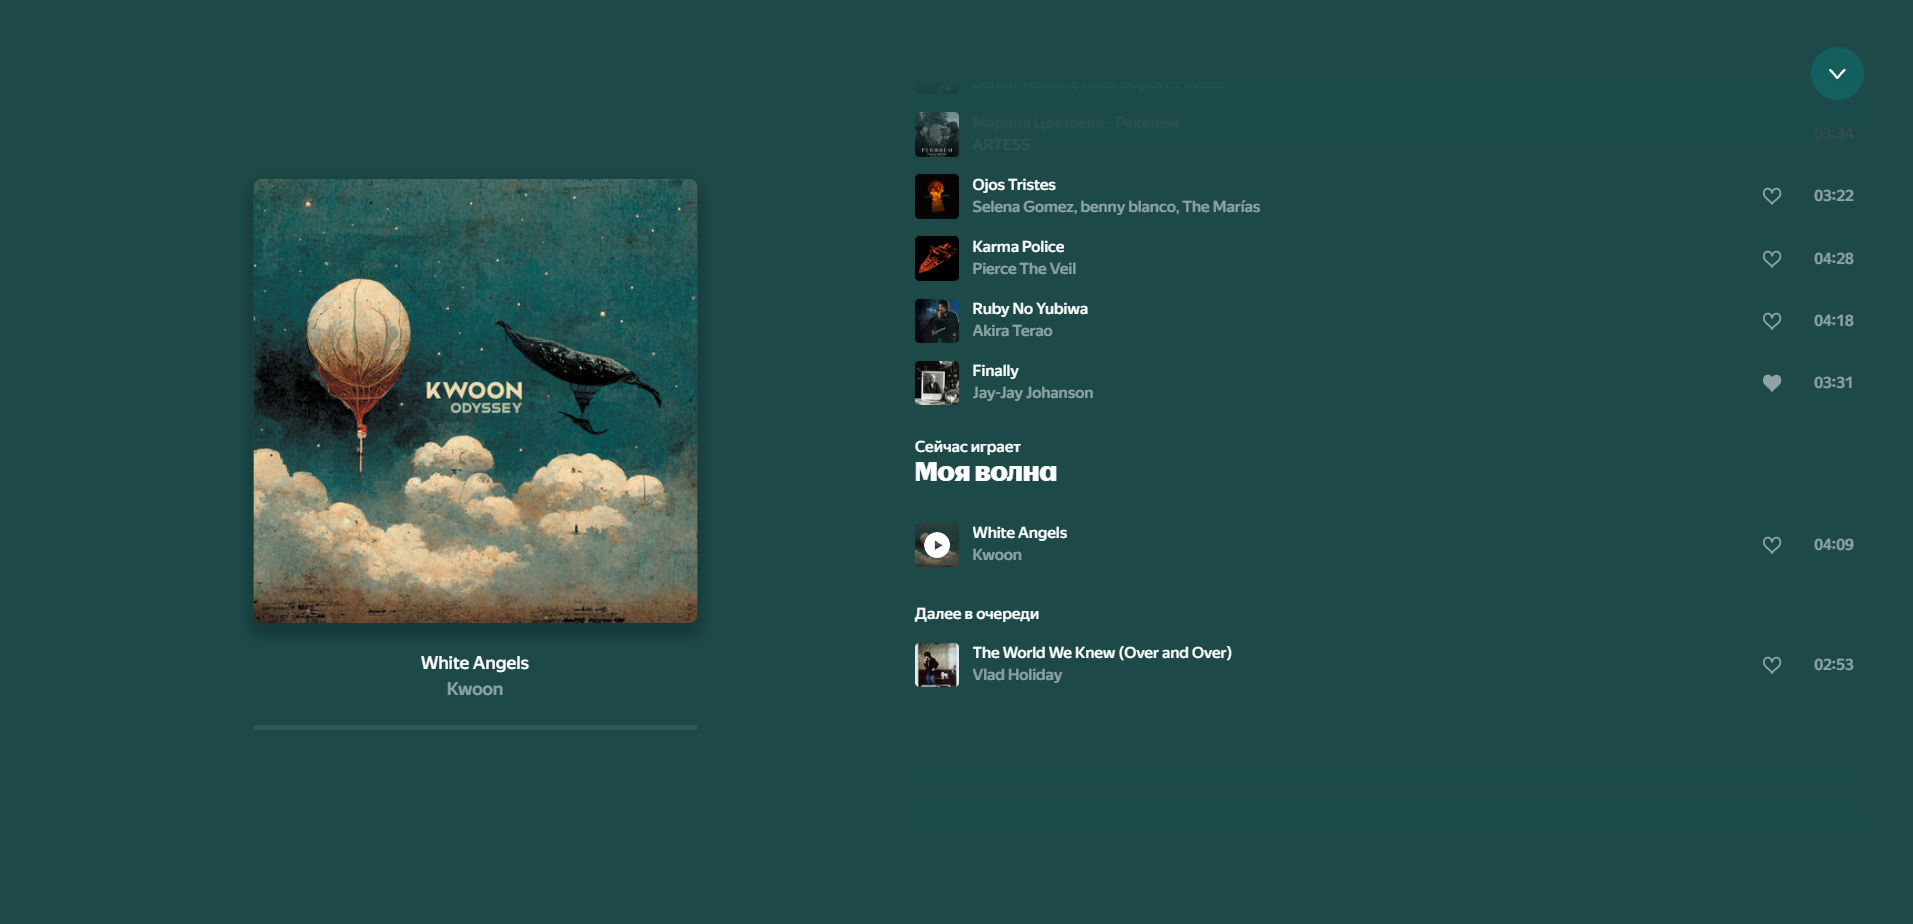 KWOON
ODYSSEY
White Angels
Kwoon
Марина Цветаева - Реквием
ARTESS
03:34
Ojos Tristes
Selena Gomez, benny blanco, The Marías
03:22
Karma Police
Pierce The Veil
04:28
Ruby No Yubiwa
Akira Terao
04:18
Finally
Jay-Jay Johanson
03:31
Сейчас играет
Моя волна
White Angels
Kwoon
04:09
Далее в очереди
The World We Knew (Over and Over)
Vlad Holiday
02:53